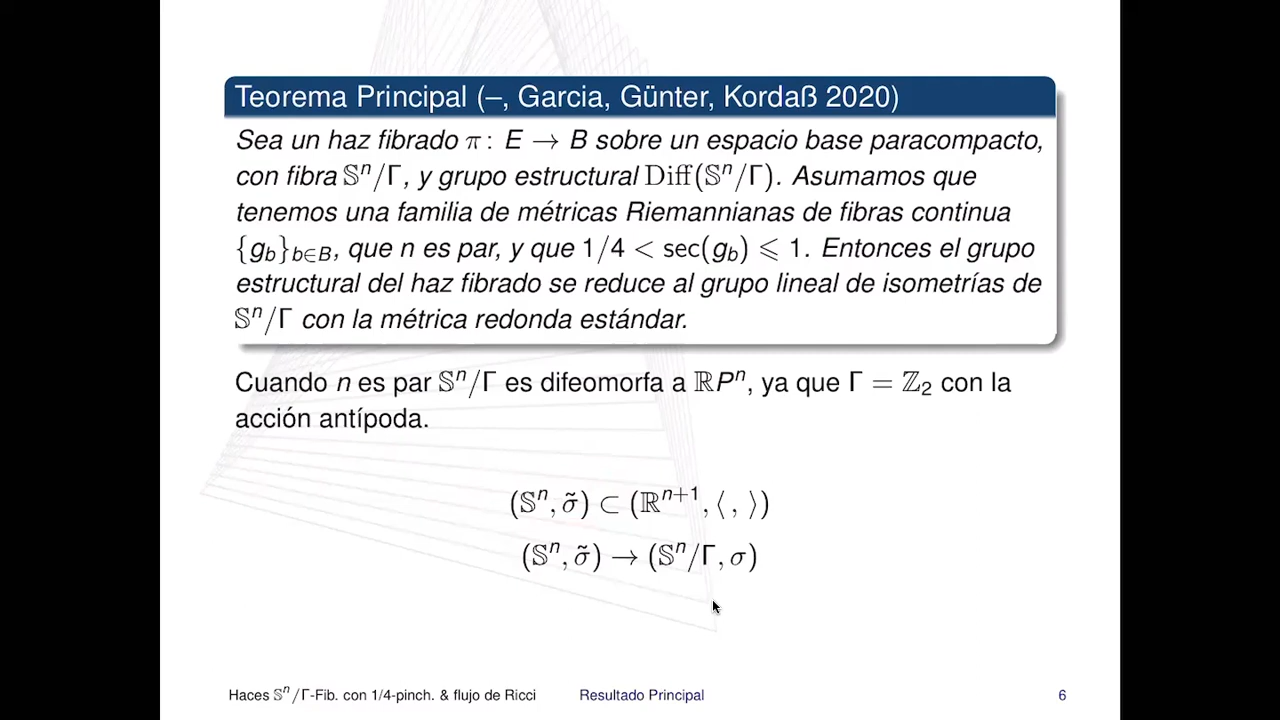 Teorema Principal (–, Garcia, Günter, Kordaß 2020)
Sea un haz fibrado π: E → B sobre un espacio base paracompacto,
con fibra 𝕊ⁿ/Γ, y grupo estructural Diff(𝕊ⁿ/Γ). Asumamos que
tenemos una familia de métricas Riemannianas de fibras continua
{g_b}_{b∈B}, que n es par, y que 1/4 < sec(g_b) ⩽ 1. Entonces el grupo
estructural del haz fibrado se reduce al grupo lineal de isometrías de
𝕊ⁿ/Γ con la métrica redonda estándar.
Cuando n es par 𝕊ⁿ/Γ es difeomorfa a ℝPⁿ, ya que Γ = ℤ₂ con la
acción antípoda.
(𝕊ⁿ, σ̃) ⊂ (ℝⁿ⁺¹, ⟨ , ⟩)
(𝕊ⁿ, σ̃) → (𝕊ⁿ/Γ, σ)
Haces 𝕊ⁿ/Γ-Fib. con 1/4-pinch. & flujo de Ricci Resultado Principal 6